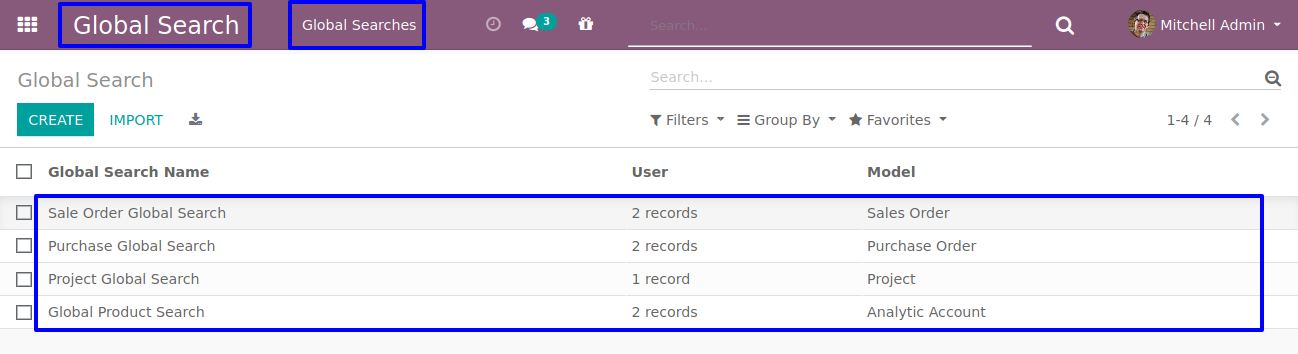 Global Search Global Searches 3 Search... Mitchell Admin
Global Search Search...
CREATE IMPORT Filters Group By Favorites 1-4 / 4
Global Search Name User Model
Sale Order Global Search 2 records Sales Order
Purchase Global Search 2 records Purchase Order
Project Global Search 1 record Project
Global Product Search 2 records Analytic Account